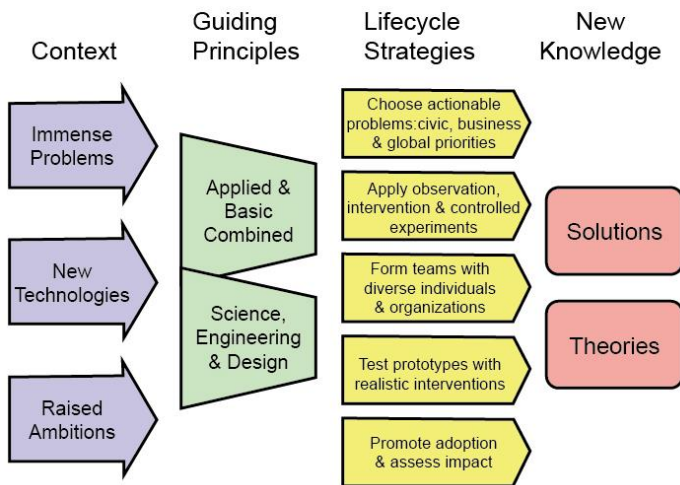 Context
Guiding
Principles
Lifecycle
Strategies
New
Knowledge
Immense
Problems
New
Technologies
Raised
Ambitions
Applied &
Basic
Combined
Science,
Engineering
& Design
Choose actionable
problems:civic, business
& global priorities
Apply observation,
intervention & controlled
experiments
Form teams with
diverse individuals
& organizations
Test prototypes with
realistic interventions
Promote adoption
& assess impact
Solutions
Theories